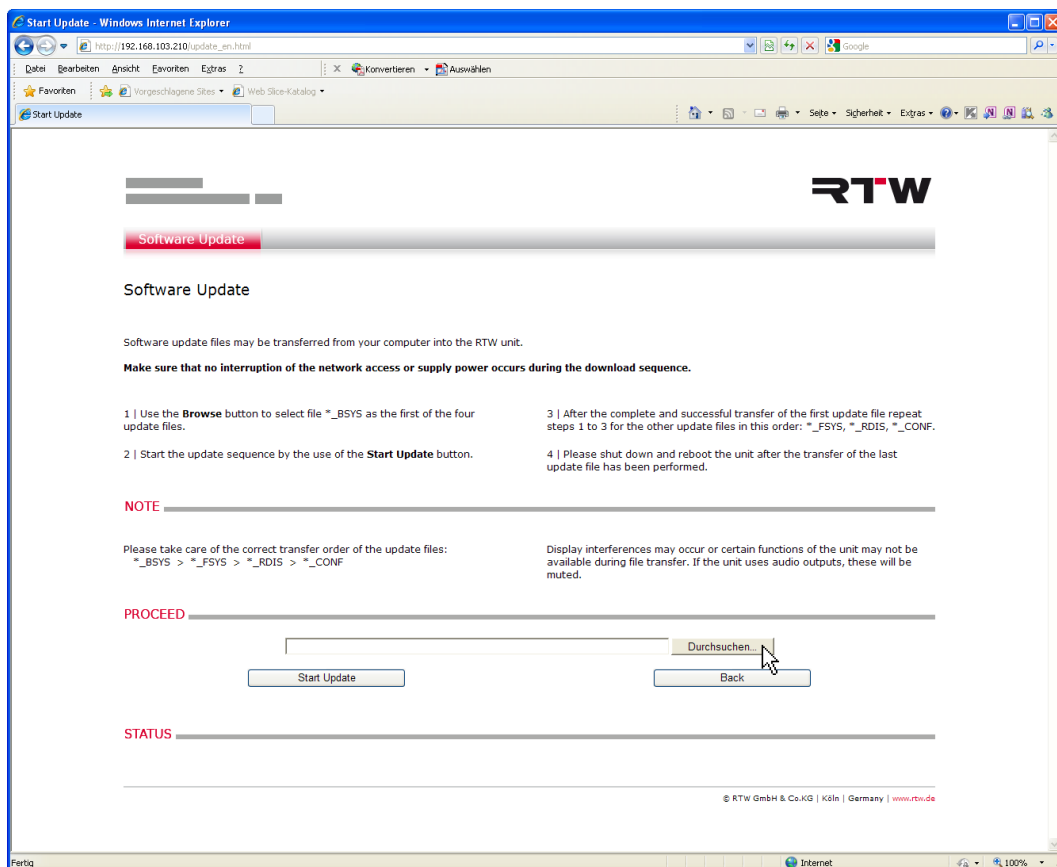 Start Update - Windows Internet Explorer
http://192.168.103.210/update_en.html
Google
Datei Bearbeiten Ansicht Favoriten Extras ?
X Konvertieren Auswählen
Favoriten Vorgeschlagene Sites Web Slice-Katalog
Start Update
Seite Sicherheit Extras
RTW
Software Update
Software Update
Software update files may be transferred from your computer into the RTW unit.
Make sure that no interruption of the network access or supply power occurs during the download sequence.
1 | Use the Browse button to select file *_BSYS as the first of the four
update files.
2 | Start the update sequence by the use of the Start Update button.
3 | After the complete and successful transfer of the first update file repeat
steps 1 to 3 for the other update files in this order: *_FSYS, *_RDIS, *_CONF.
4 | Please shut down and reboot the unit after the transfer of the last
update file has been performed.
NOTE
Please take care of the correct transfer order of the update files:
*_BSYS > *_FSYS > *_RDIS > *_CONF
Display interferences may occur or certain functions of the unit may not be
available during file transfer. If the unit uses audio outputs, these will be
muted.
PROCEED
Durchsuchen...
Start Update
Back
STATUS
© RTW GmbH & Co.KG | Köln | Germany | www.rtw.de
Fertig
Internet
100%